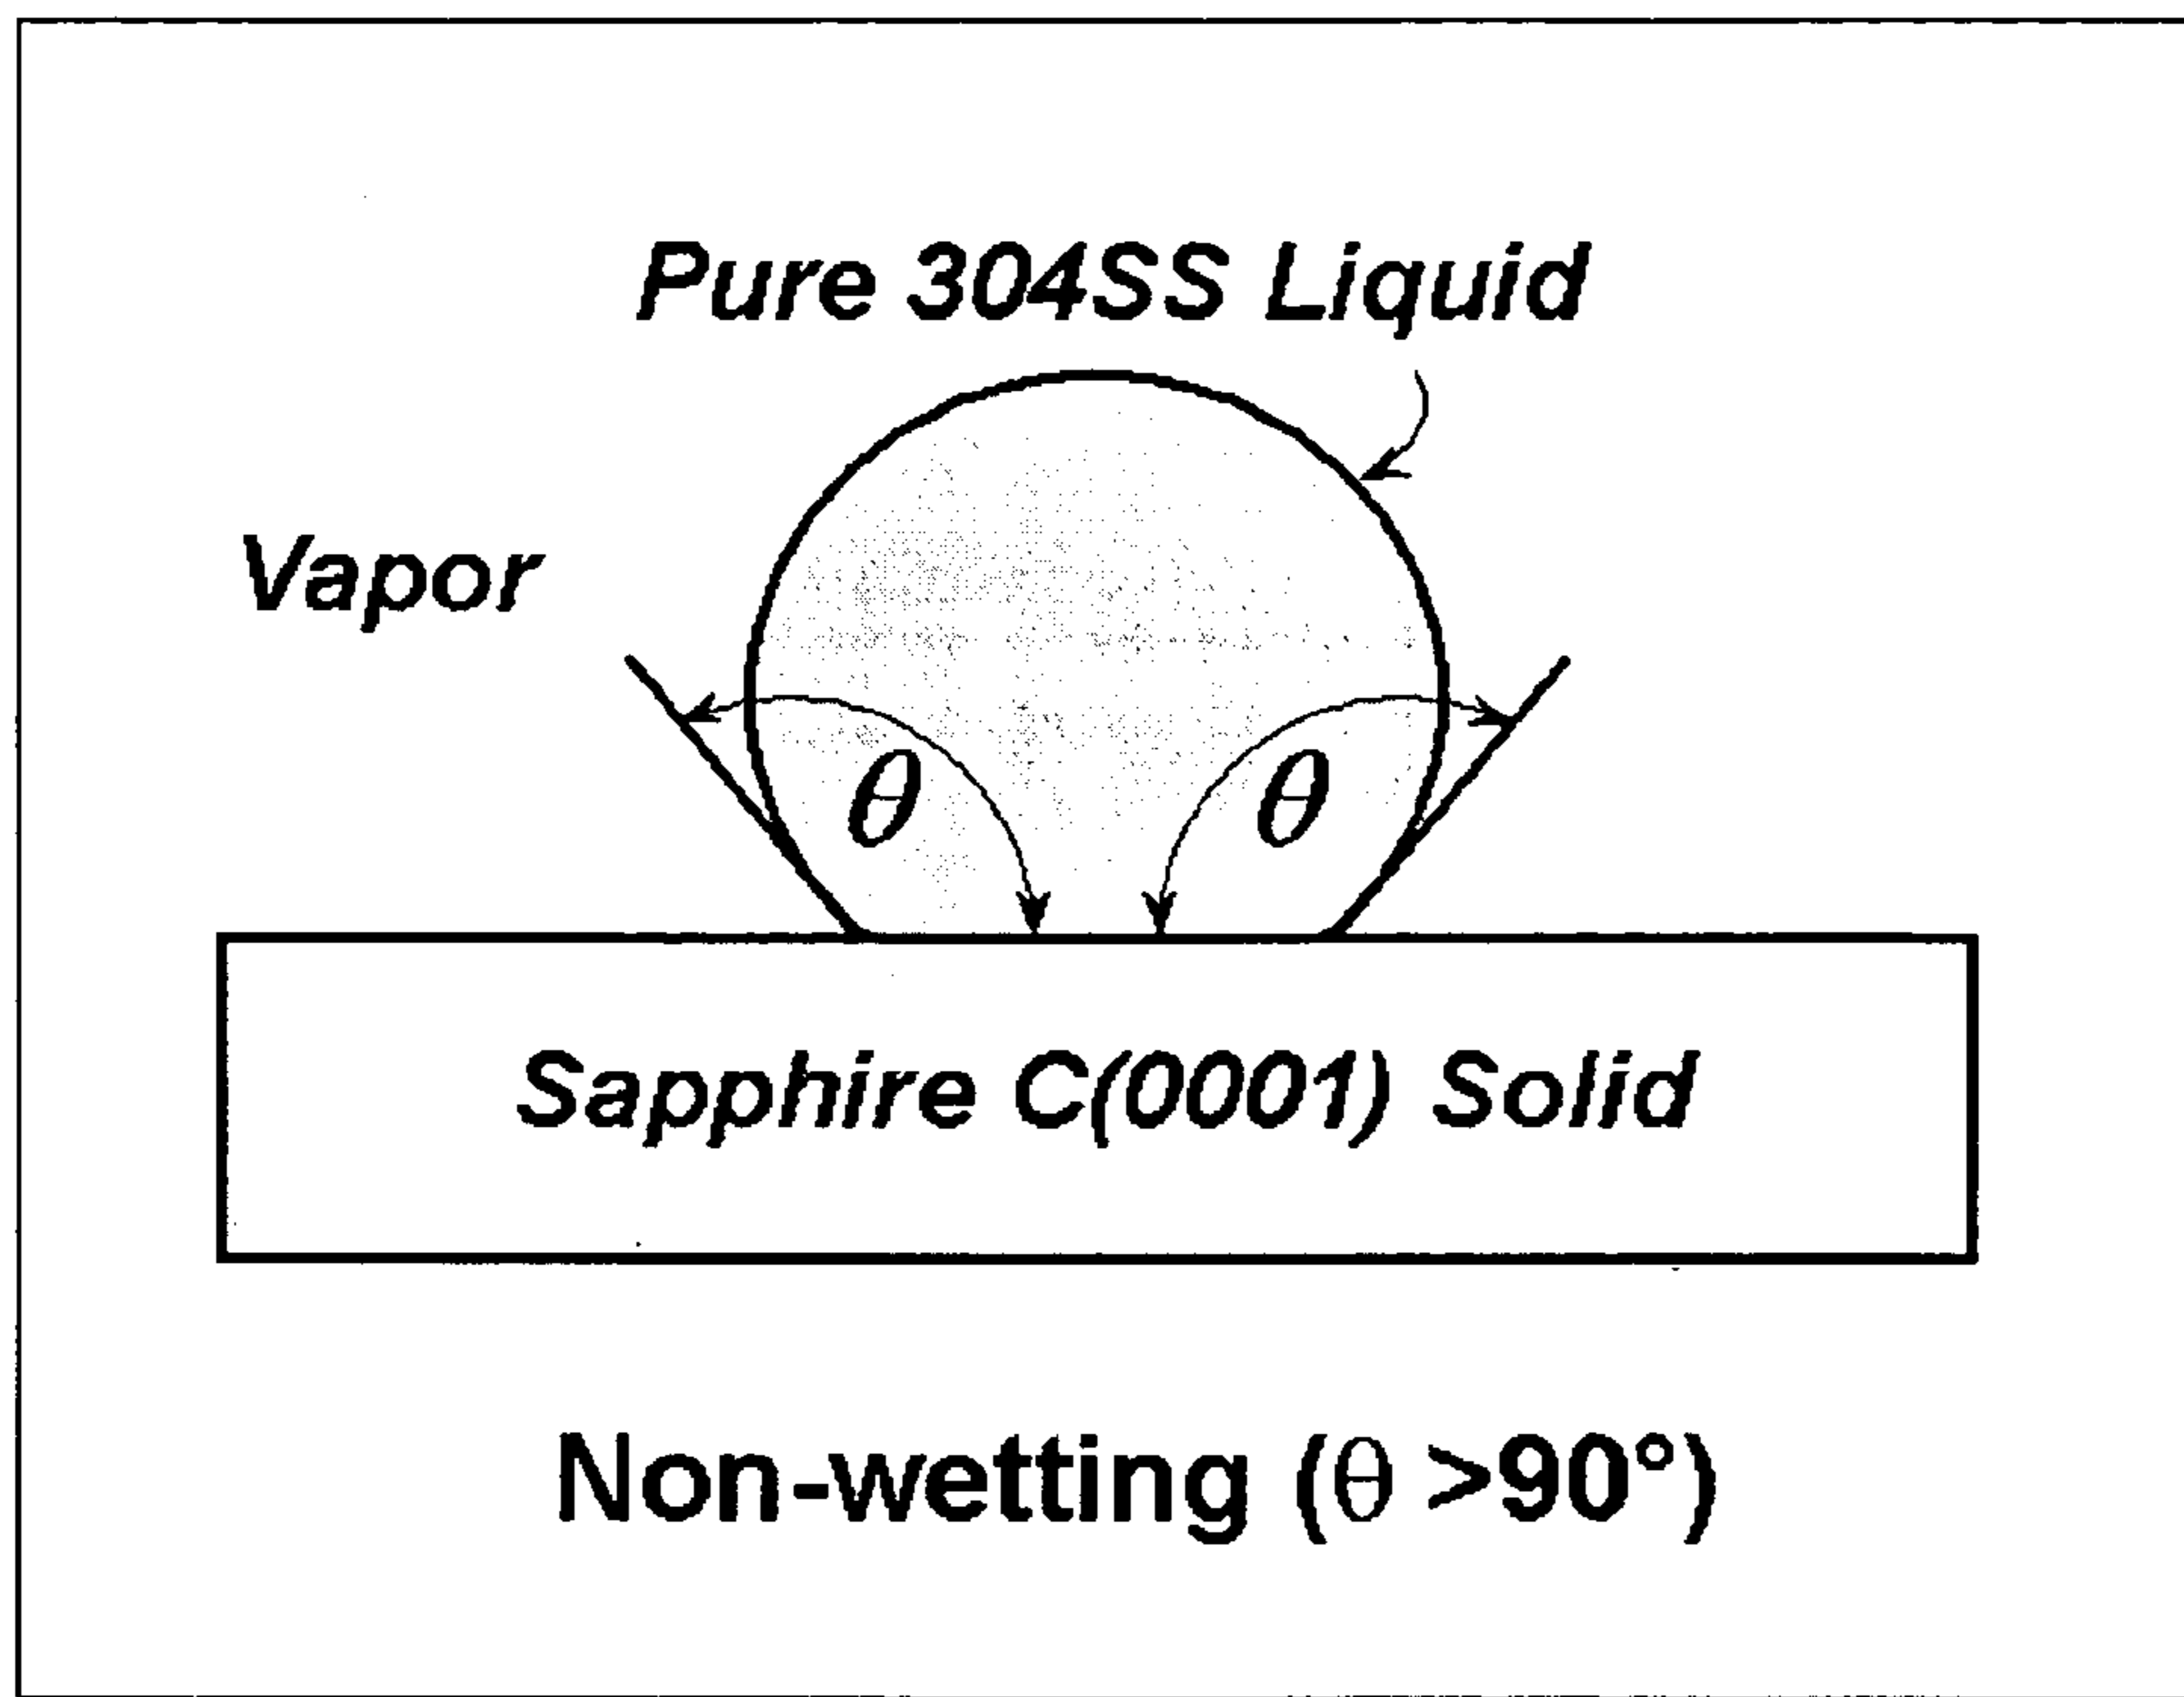 Pure 304SS Liquid
Vapor
θ θ
Sapphire C(0001) Solid
Non-wetting (θ >90°)